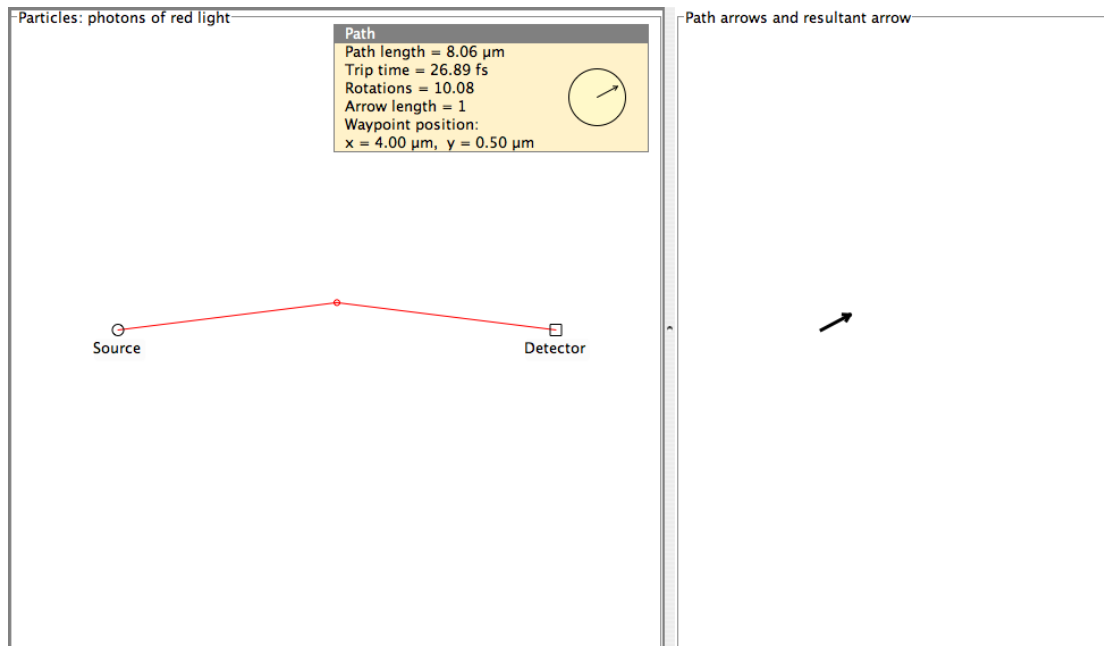 Particles: photons of red light
Path
Path length = 8.06 µm
Trip time = 26.89 fs
Rotations = 10.08
Arrow length = 1
Waypoint position:
x = 4.00 µm, y = 0.50 µm
Source
Detector
Path arrows and resultant arrow